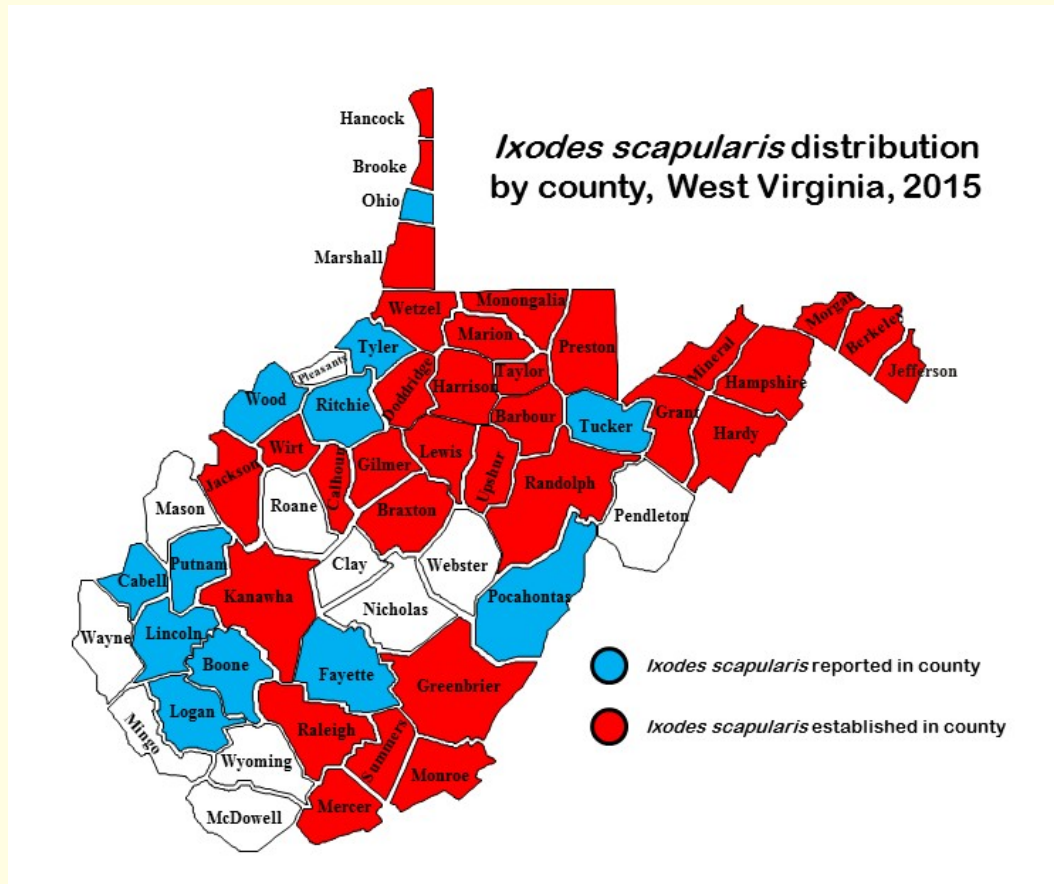 Hancock
Ixodes scapularis distribution
by county, West Virginia, 2015
Brooke
Ohio
Marshall
Wetzel
Monongalia
Marion
Preston
Tyler
Pleasants
Doddridge
Harrison
Taylor
Mineral
Morgan
Berkeley
Jefferson
Hampshire
Wood
Ritchie
Barbour
Tucker
Grant
Hardy
Jackson
Wirt
Calhoun
Gilmer
Lewis
Upshur
Randolph
Mason
Roane
Braxton
Pendleton
Cabell
Putnam
Kanawha
Clay
Webster
Pocahontas
Nicholas
Wayne
Lincoln
Boone
Fayette
Greenbrier
Ixodes scapularis reported in county
Logan
Mingo
Raleigh
Summers
Ixodes scapularis established in county
Wyoming
Monroe
McDowell
Mercer